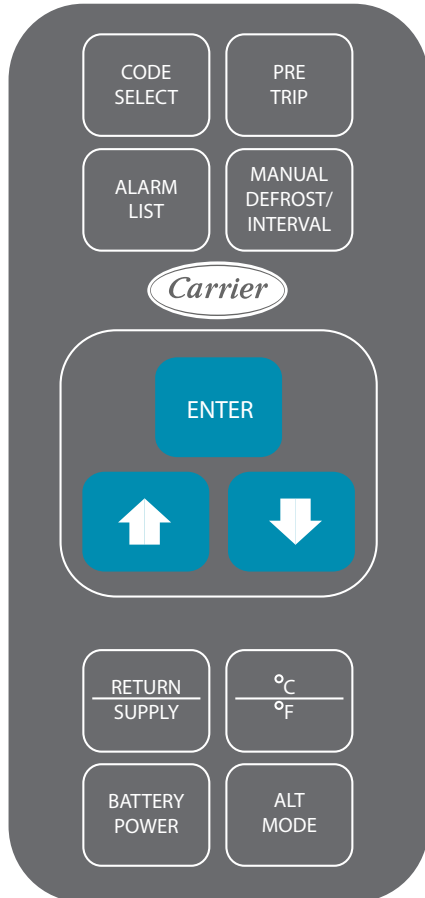 CODE
SELECT
PRE
TRIP
ALARM
LIST
MANUAL
DEFROST/
INTERVAL
Carrier
ENTER
RETURN
SUPPLY
°C
°F
BATTERY
POWER
ALT
MODE